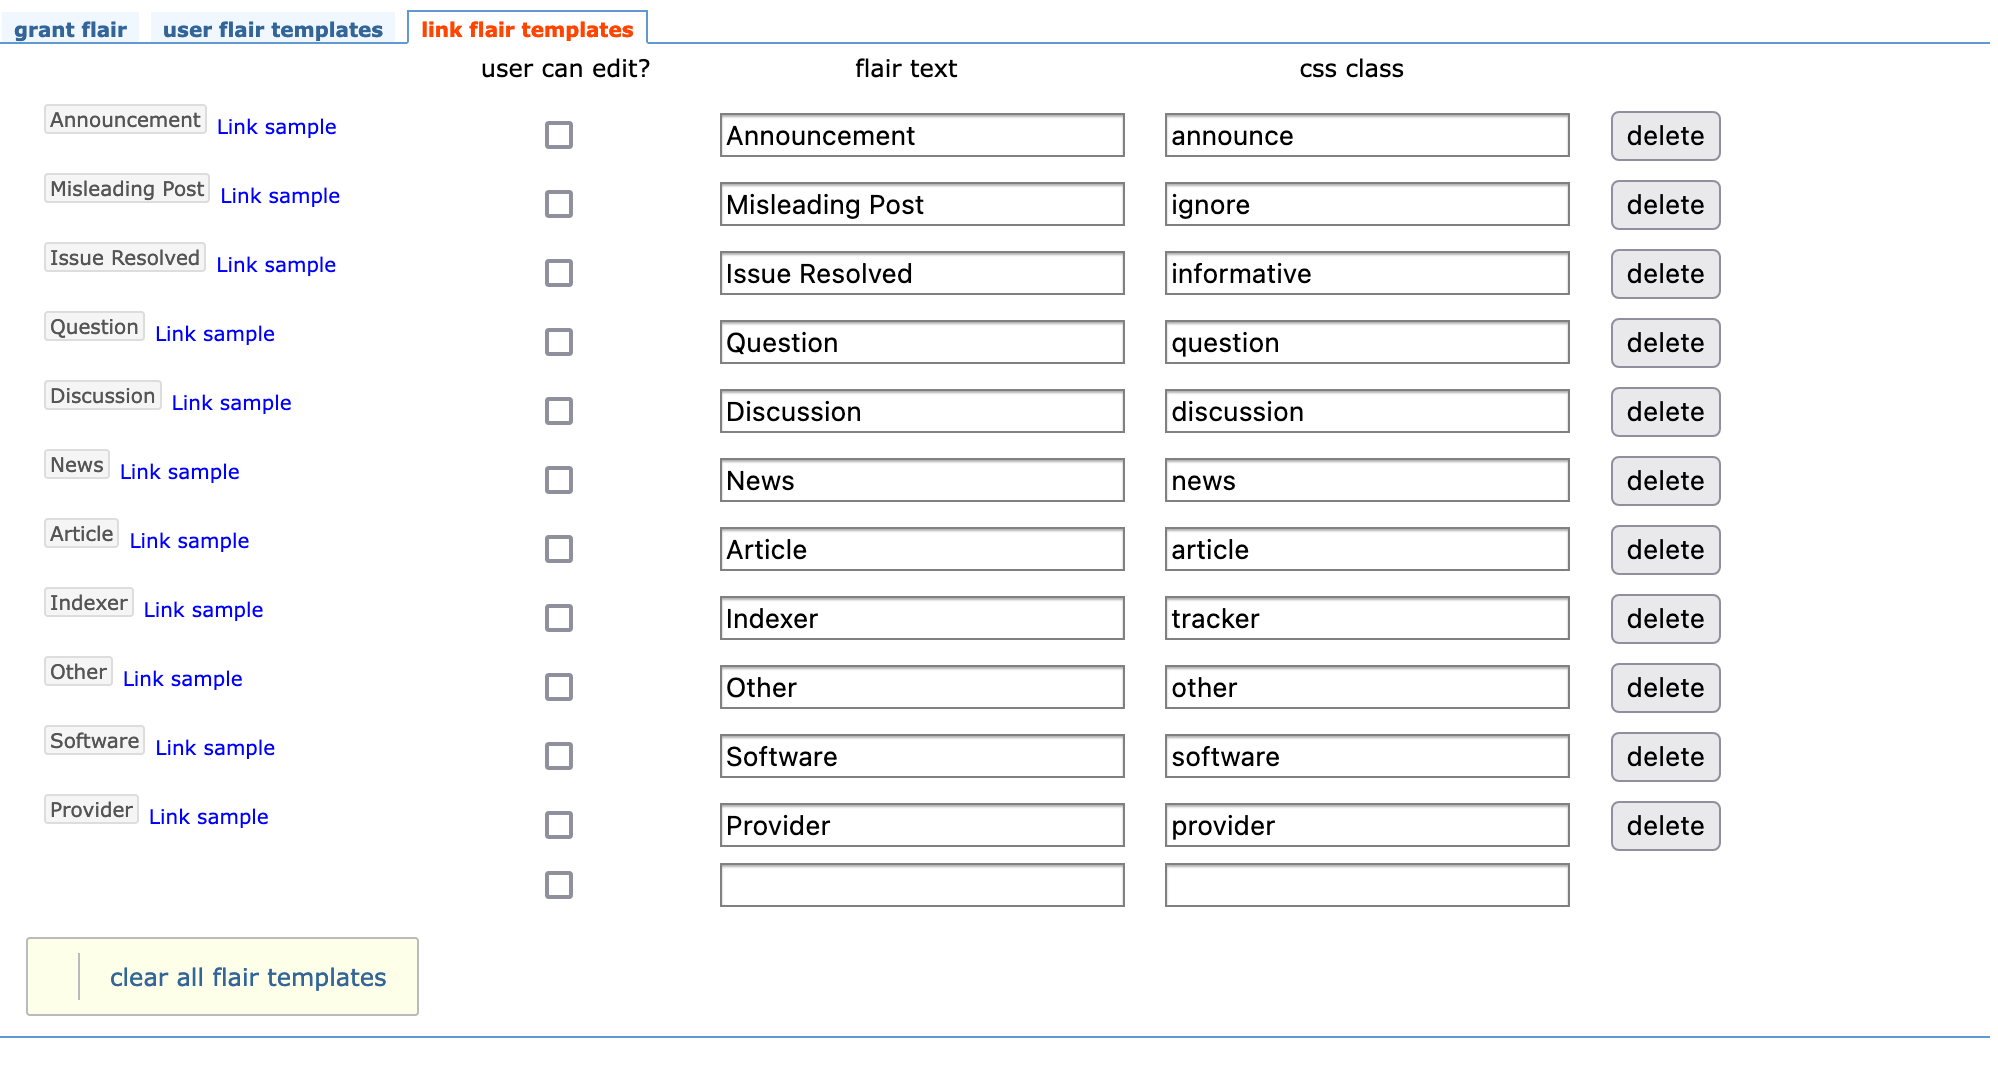 grant flair user flair templates link flair templates
user can edit? flair text css class
Announcement Link sample Announcement announce delete
Misleading Post Link sample Misleading Post ignore delete
Issue Resolved Link sample Issue Resolved informative delete
Question Link sample Question question delete
Discussion Link sample Discussion discussion delete
News Link sample News news delete
Article Link sample Article article delete
Indexer Link sample Indexer tracker delete
Other Link sample Other other delete
Software Link sample Software software delete
Provider Link sample Provider provider delete
clear all flair templates